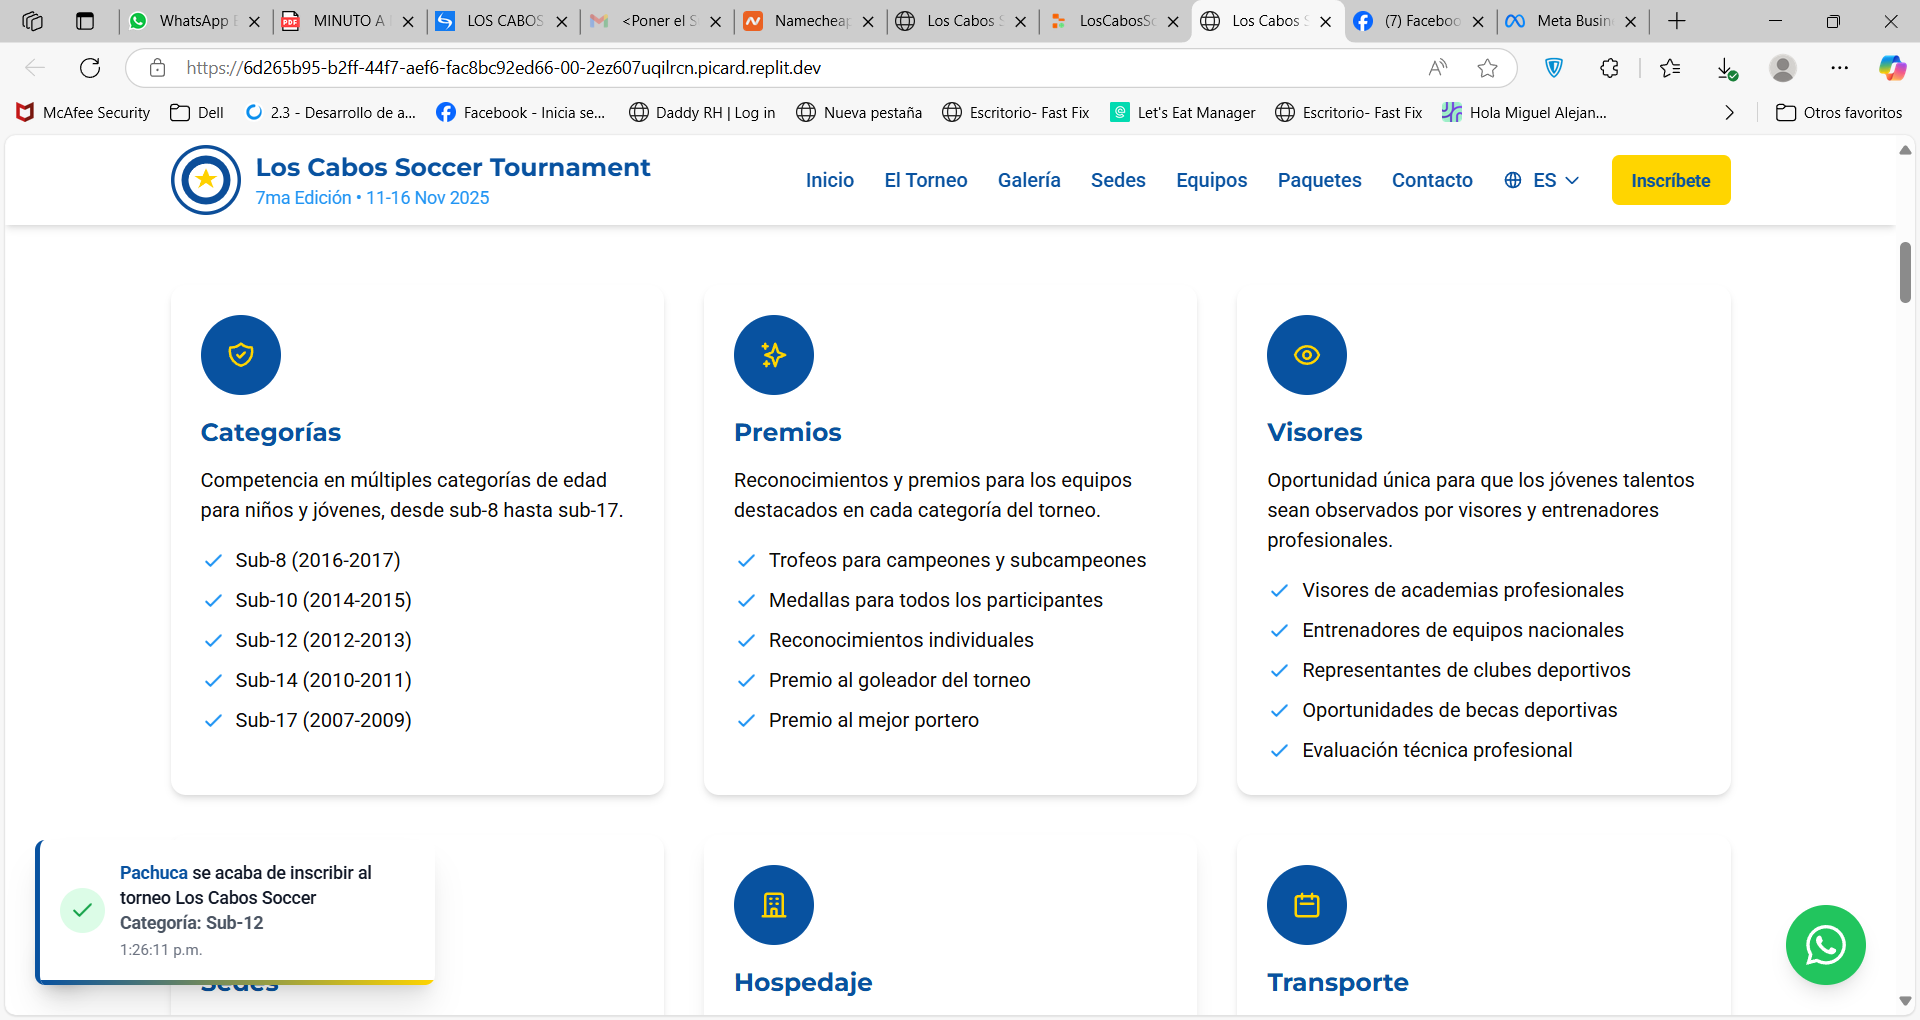 WhatsApp
MINUTO A
LOS CABOS
<Poner el S
Namecheap
Los Cabos S
LosCabosSo
Los Cabos S
(7) Faceboo
Meta Busin
https://6d265b95-b2ff-44f7-aef6-fac8bc92ed66-00-2ez607uqilrcn.picard.replit.dev
McAfee Security
Dell
2.3 - Desarrollo de a...
Facebook - Inicia se...
Daddy RH | Log in
Nueva pestaña
Escritorio- Fast Fix
Let's Eat Manager
Escritorio- Fast Fix
Hola Miguel Alejan...
Otros favoritos
Los Cabos Soccer Tournament
7ma Edición • 11-16 Nov 2025
Inicio
El Torneo
Galería
Sedes
Equipos
Paquetes
Contacto
ES
Inscríbete
Categorías
Competencia en múltiples categorías de edad
para niños y jóvenes, desde sub-8 hasta sub-17.
Sub-8 (2016-2017)
Sub-10 (2014-2015)
Sub-12 (2012-2013)
Sub-14 (2010-2011)
Sub-17 (2007-2009)
Premios
Reconocimientos y premios para los equipos
destacados en cada categoría del torneo.
Trofeos para campeones y subcampeones
Medallas para todos los participantes
Reconocimientos individuales
Premio al goleador del torneo
Premio al mejor portero
Visores
Oportunidad única para que los jóvenes talentos
sean observados por visores y entrenadores
profesionales.
Visores de academias profesionales
Entrenadores de equipos nacionales
Representantes de clubes deportivos
Oportunidades de becas deportivas
Evaluación técnica profesional
Pachuca se acaba de inscribir al
torneo Los Cabos Soccer
Categoría: Sub-12
1:26:11 p.m.
Sedes
Hospedaje
Transporte